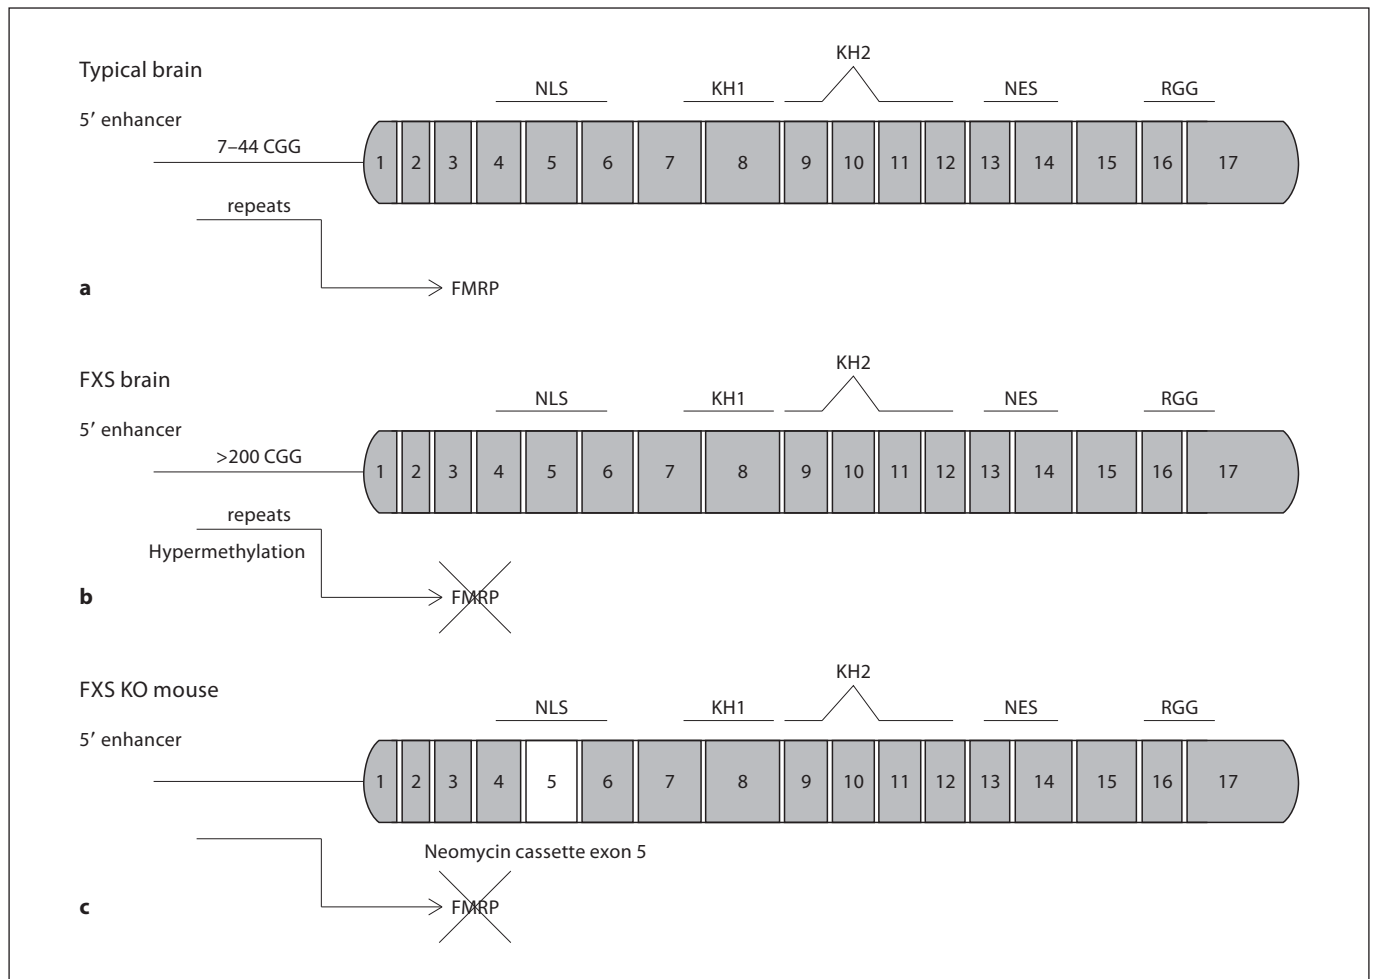 Typical brain
5′ enhancer
7–44 CGG
repeats
NLS
KH1
KH2
NES
RGG
1 2 3 4 5 6 7 8 9 10 11 12 13 14 15 16 17
FMRP
a
FXS brain
5′ enhancer
>200 CGG
repeats
Hypermethylation
NLS
KH1
KH2
NES
RGG
1 2 3 4 5 6 7 8 9 10 11 12 13 14 15 16 17
FMRP
b
FXS KO mouse
5′ enhancer
NLS
KH1
KH2
NES
RGG
1 2 3 4 5 6 7 8 9 10 11 12 13 14 15 16 17
Neomycin cassette exon 5
FMRP
c